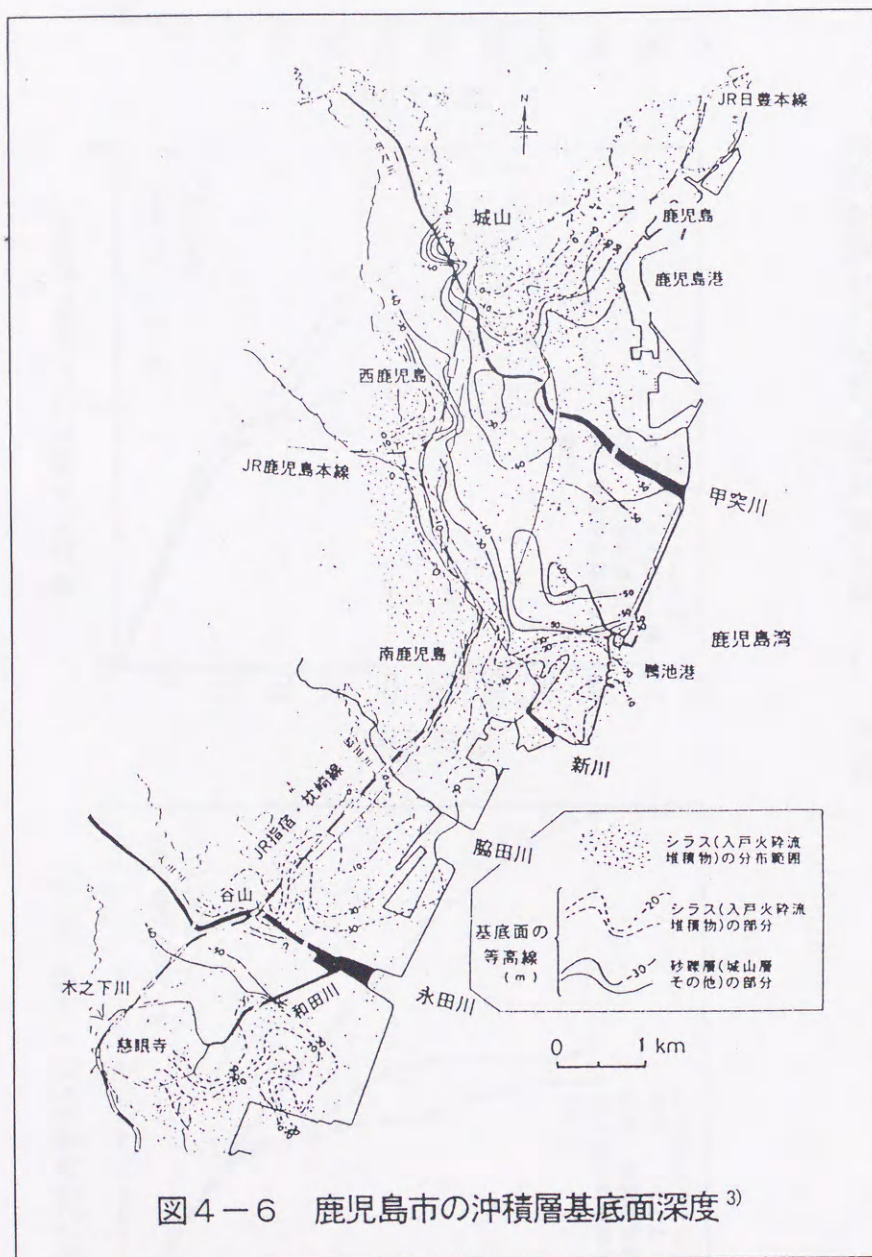 JR日豊本線
N
城山
鹿児島
鹿児島港
西鹿児島
JR鹿児島本線
甲突川
鹿児島湾
南鹿児島
鴨池港
新川
JR指宿・枕崎線
脇田川
谷山
木之下川
和田川
永田川
慈眼寺
シラス(入戸火砕流
堆積物)の分布範囲
基底面の
等高線
(m)
-20
シラス(入戸火砕流
堆積物)の部分
-30
砂礫層(城山層
その他)の部分
0 1 km
図4-6 鹿児島市の沖積層基底面深度3)